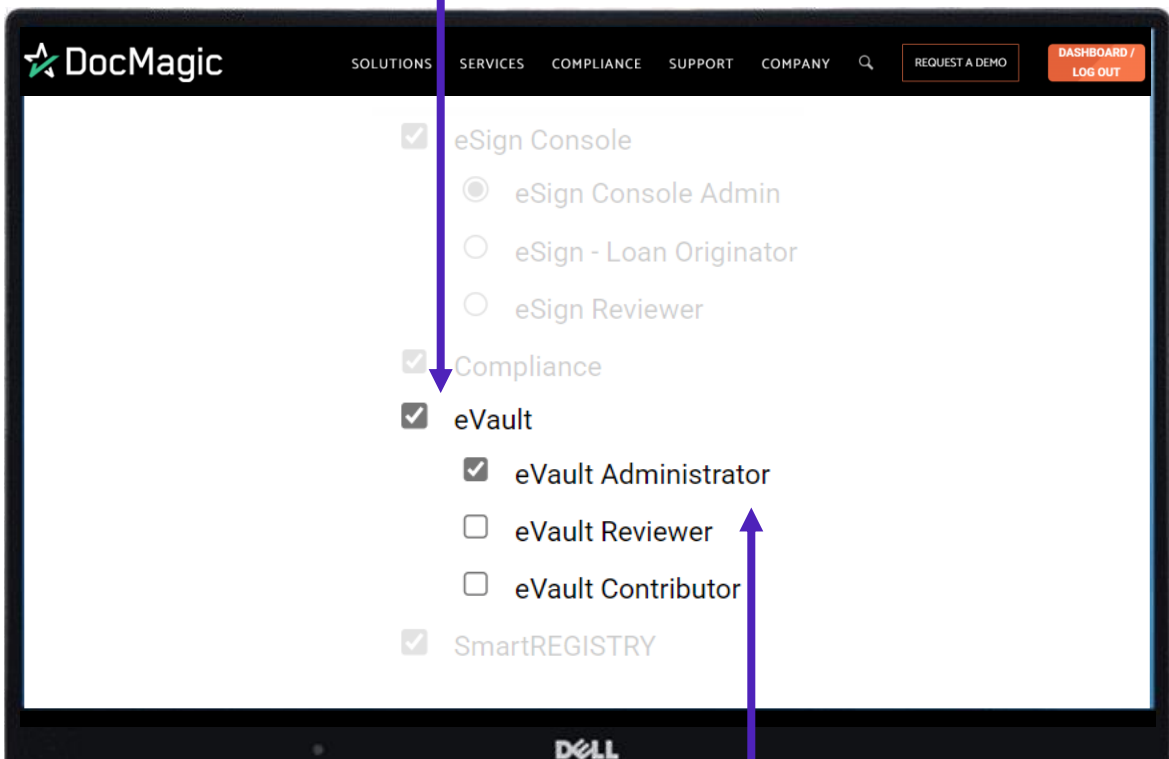 DocMagic
SOLUTIONS SERVICES COMPLIANCE SUPPORT COMPANY REQUEST A DEMO DASHBOARD /
LOG OUT
eSign Console
eSign Console Admin
eSign - Loan Originator
eSign Reviewer
Compliance
eVault
eVault Administrator
eVault Reviewer
eVault Contributor
SmartREGISTRY
DELL